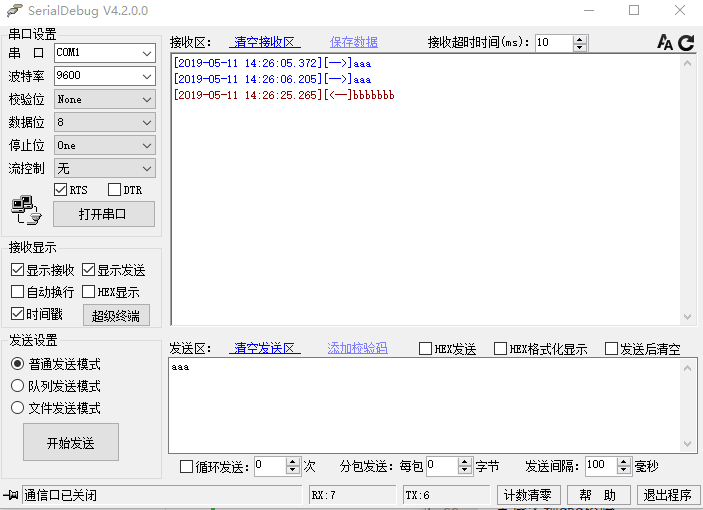 SerialDebug V4.2.0.0
串口设置
串 口 COM1
波特率 9600
校验位 None
数据位 8
停止位 One
流控制 无
RTS DTR
打开串口
接收显示
显示接收 显示发送
自动换行 HEX显示
时间戳 超级终端
发送设置
普通发送模式
队列发送模式
文件发送模式
开始发送
接收区: 清空接收区 保存数据 接收超时时间(ms): 10
[2019-05-11 14:26:05.372][—>]aaa
[2019-05-11 14:26:06.205][—>]aaa
[2019-05-11 14:26:25.265][<—]bbbbbbb
发送区: 清空发送区 添加校验码 HEX发送 HEX格式化显示 发送后清空
aaa
循环发送: 0 次 分包发送: 每包 0 字节 发送间隔: 100 毫秒
通信口已关闭 RX:7 TX:6 计数清零 帮 助 退出程序